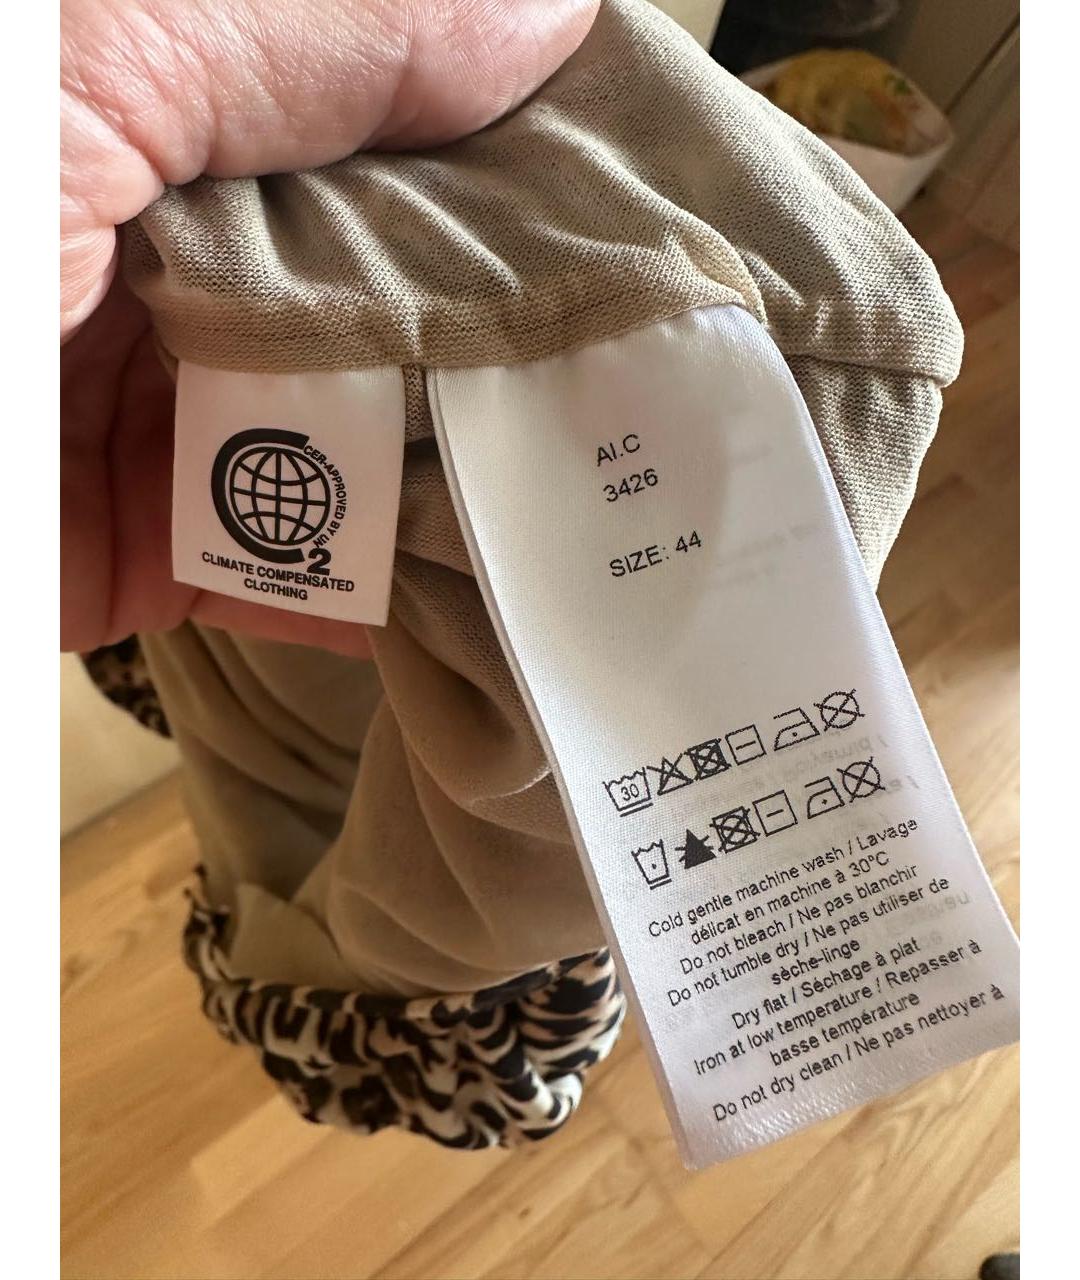 CER-APPROVED BY UN
2
CLIMATE COMPENSATED
CLOTHING
AI.C
3426
SIZE: 44
30
Cold gentle machine wash / Lavage
délicat en machine à 30°C
Do not bleach / Ne pas blanchir
Do not tumble dry / Ne pas utiliser de
sèche-linge
Dry flat / Séchage à plat
Iron at low temperature / Repasser à
basse température
Do not dry clean / Ne pas nettoyer à